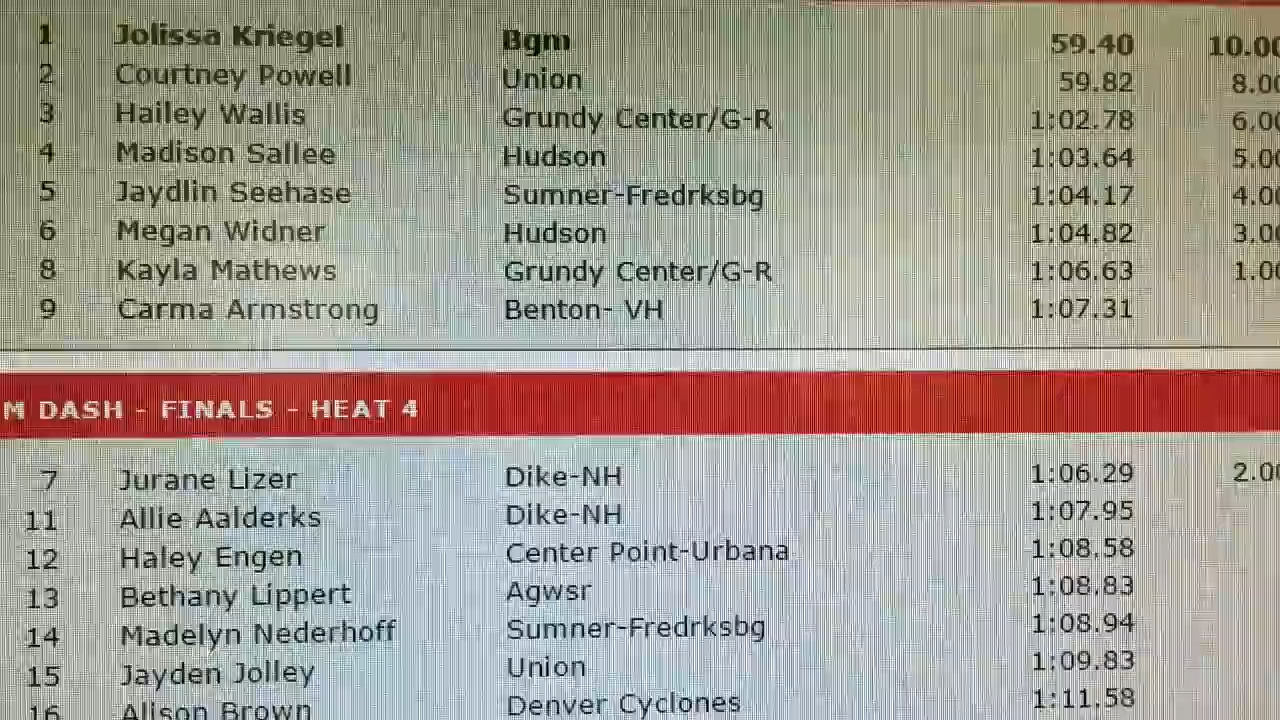 1 Jolissa Kriegel Bgm 59.40 10.00
2 Courtney Powell Union 59.82 8.00
3 Hailey Wallis Grundy Center/G-R 1:02.78 6.00
4 Madison Sallee Hudson 1:03.64 5.00
5 Jaydlin Seehase Sumner-Fredrksbg 1:04.17 4.00
6 Megan Widner Hudson 1:04.82 3.00
8 Kayla Mathews Grundy Center/G-R 1:06.63 1.00
9 Carma Armstrong Benton- VH 1:07.31
M DASH - FINALS - HEAT 4
7 Jurane Lizer Dike-NH 1:06.29 2.00
11 Allie Aalderks Dike-NH 1:07.95
12 Haley Engen Center Point-Urbana 1:08.58
13 Bethany Lippert Agwsr 1:08.83
14 Madelyn Nederhoff Sumner-Fredrksbg 1:08.94
15 Jayden Jolley Union 1:09.83
16 Alison Brown Denver Cyclones 1:11.58